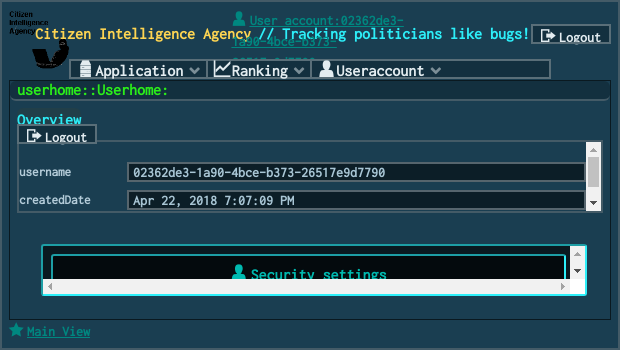 Citizen
Intelligence
Agency
User account:02362de3-
1a90-4bce-b373-
Citizen Intelligence Agency // Tracking politicians like bugs!
Logout
Application
Ranking
Useraccount
userhome::Userhome:
Overview
Logout
username
02362de3-1a90-4bce-b373-26517e9d7790
createdDate
Apr 22, 2018 7:07:09 PM
Security settings
Main View